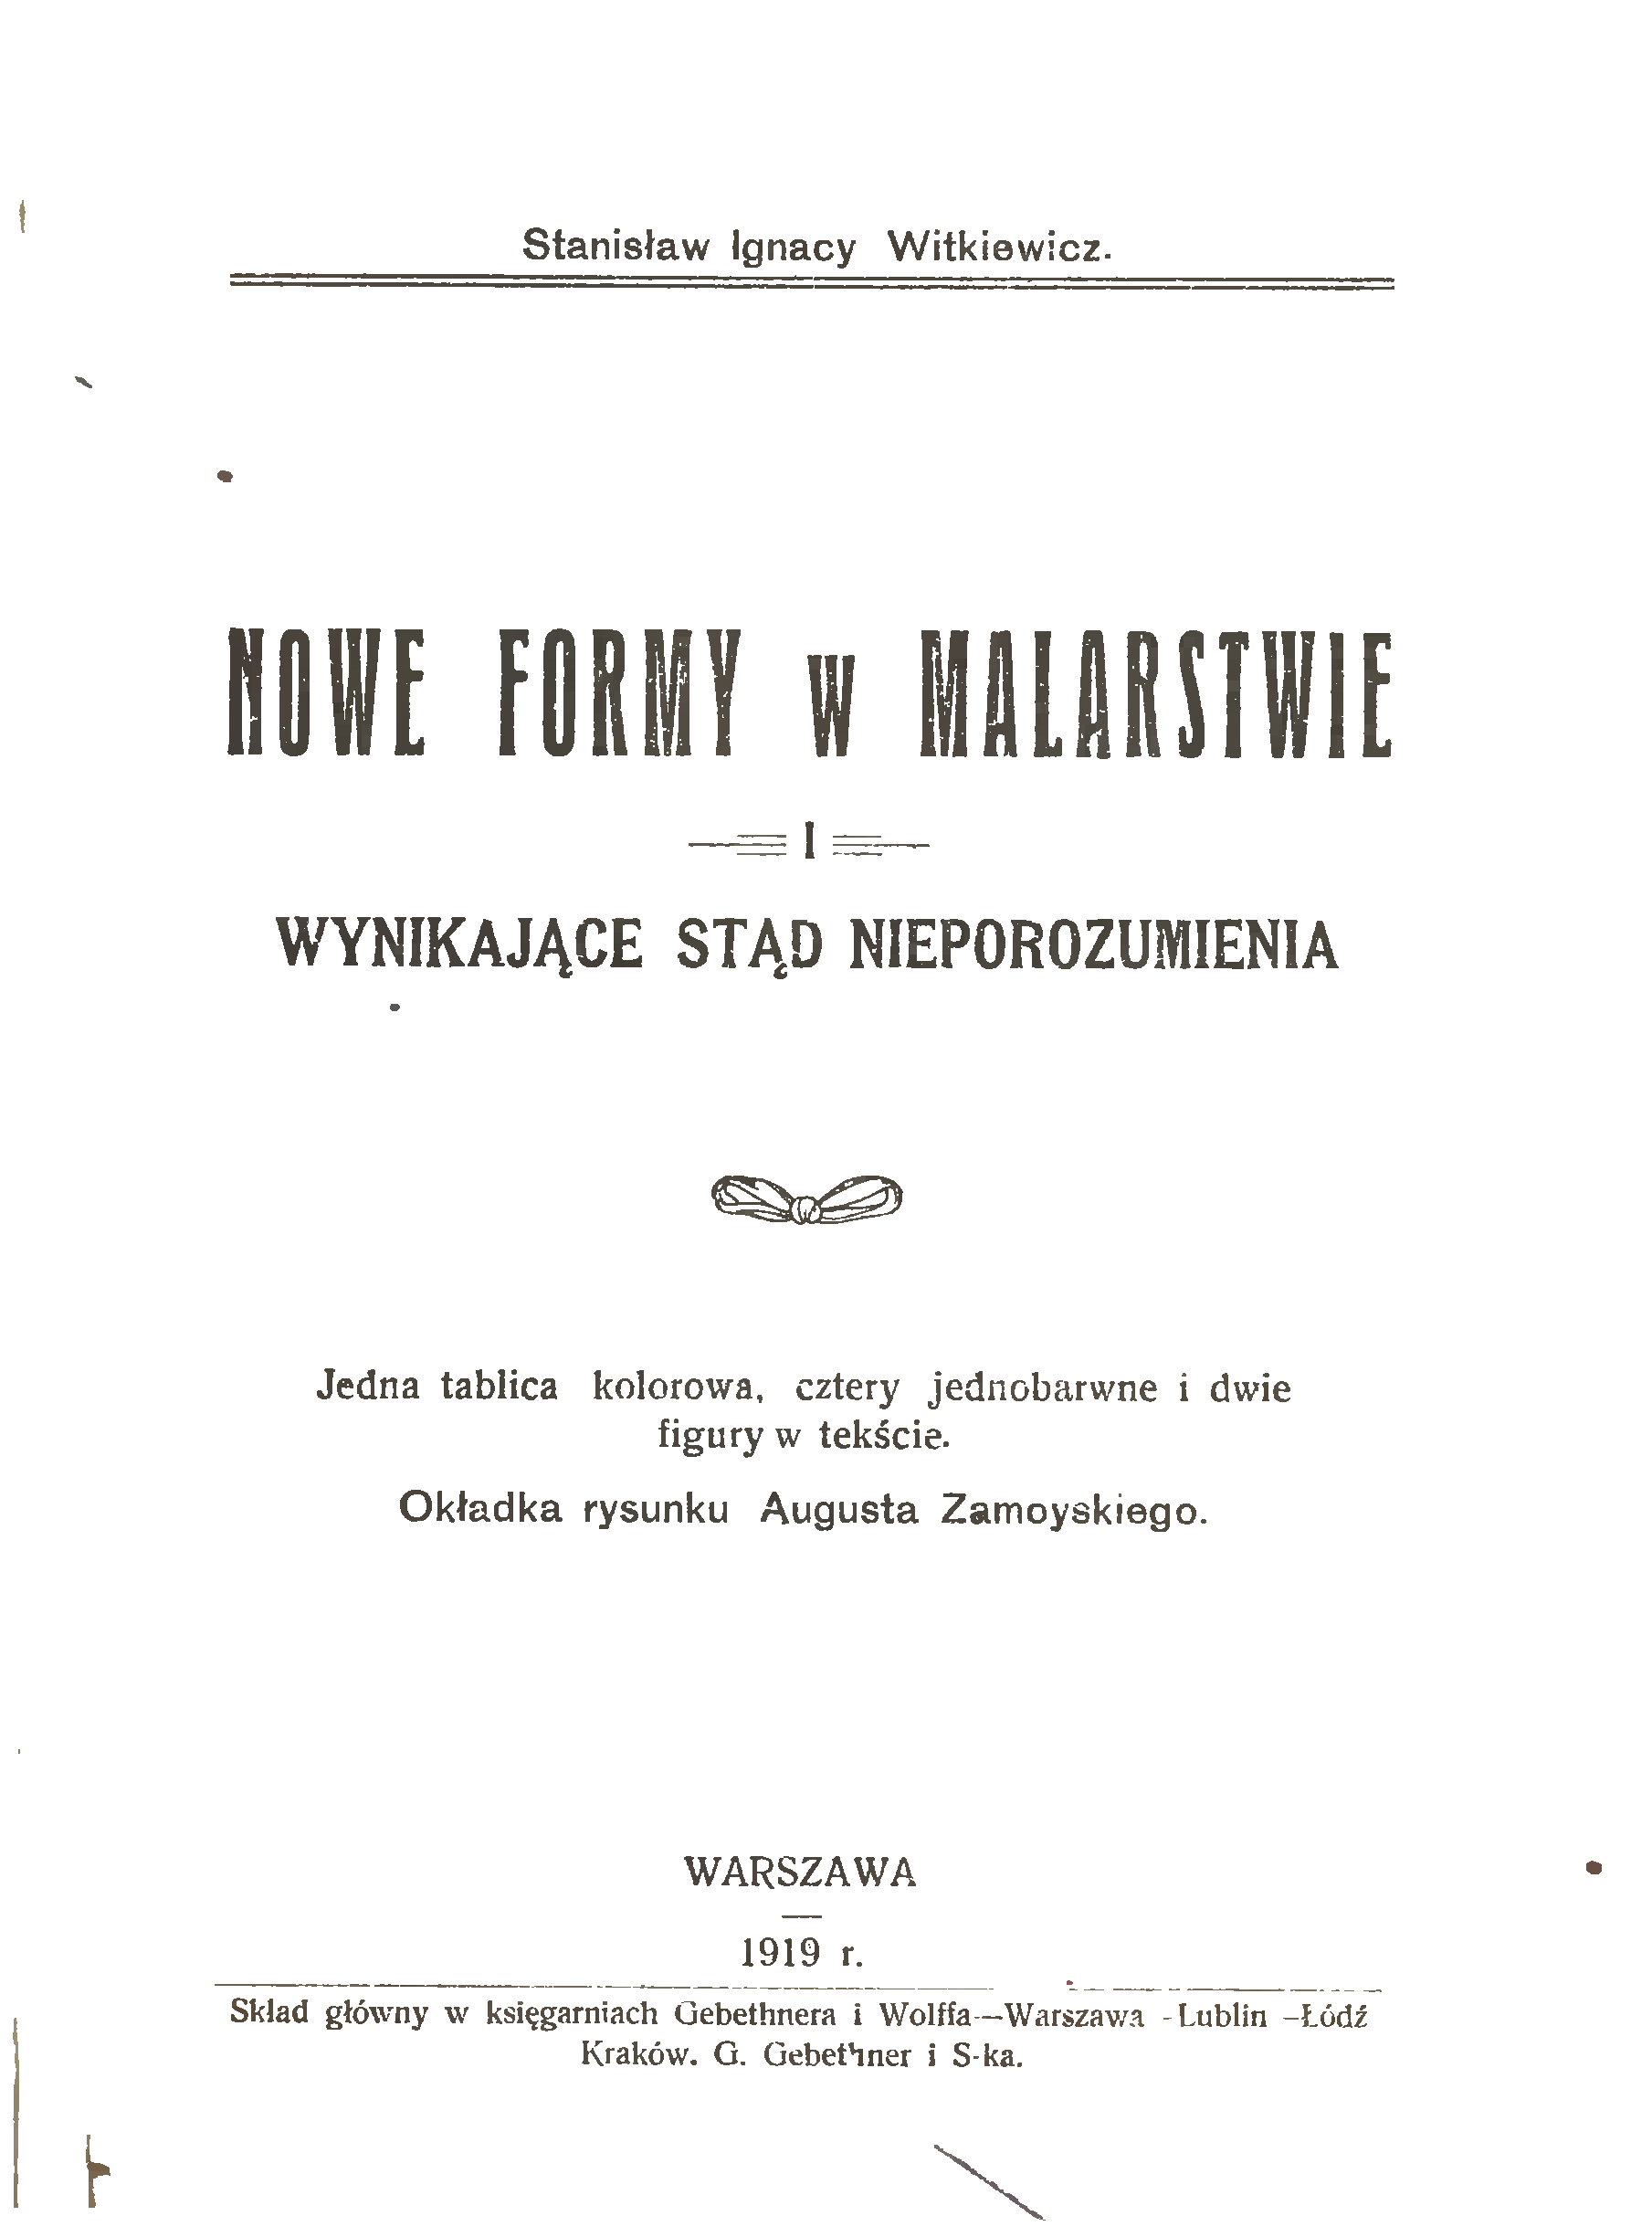 Stanisław Ignacy Witkiewicz.
NOWE FORMY w MALARSTWIE
I
WYNIKAJĄCE STĄD NIEPOROZUMIENIA
Jedna tablica kolorowa, cztery jednobarwne i dwie
figury w tekście.
Okładka rysunku Augusta Zamoyskiego.
WARSZAWA
1919 r.
Skład główny w księgarniach Gebethnera i Wolffa—Warszawa -Lublin —Łódź
Kraków. G. Gebethner i S-ka.